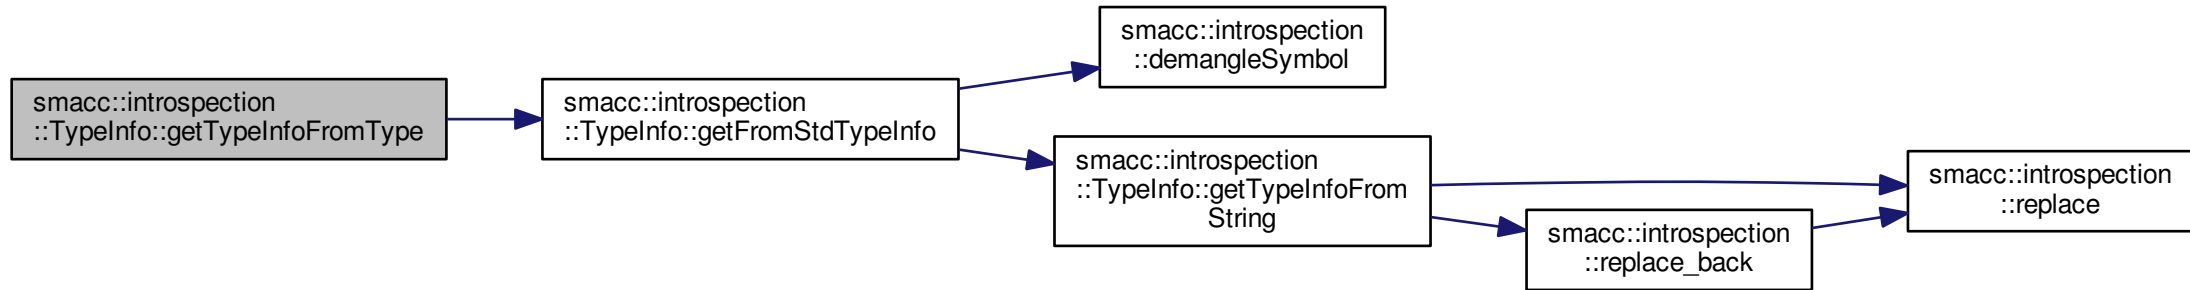 smacc::introspection
::TypeInfo::getTypeInfoFromType
smacc::introspection
::TypeInfo::getFromStdTypeInfo
smacc::introspection
::demangleSymbol
smacc::introspection
::TypeInfo::getTypeInfoFrom
String
smacc::introspection
::replace_back
smacc::introspection
::replace